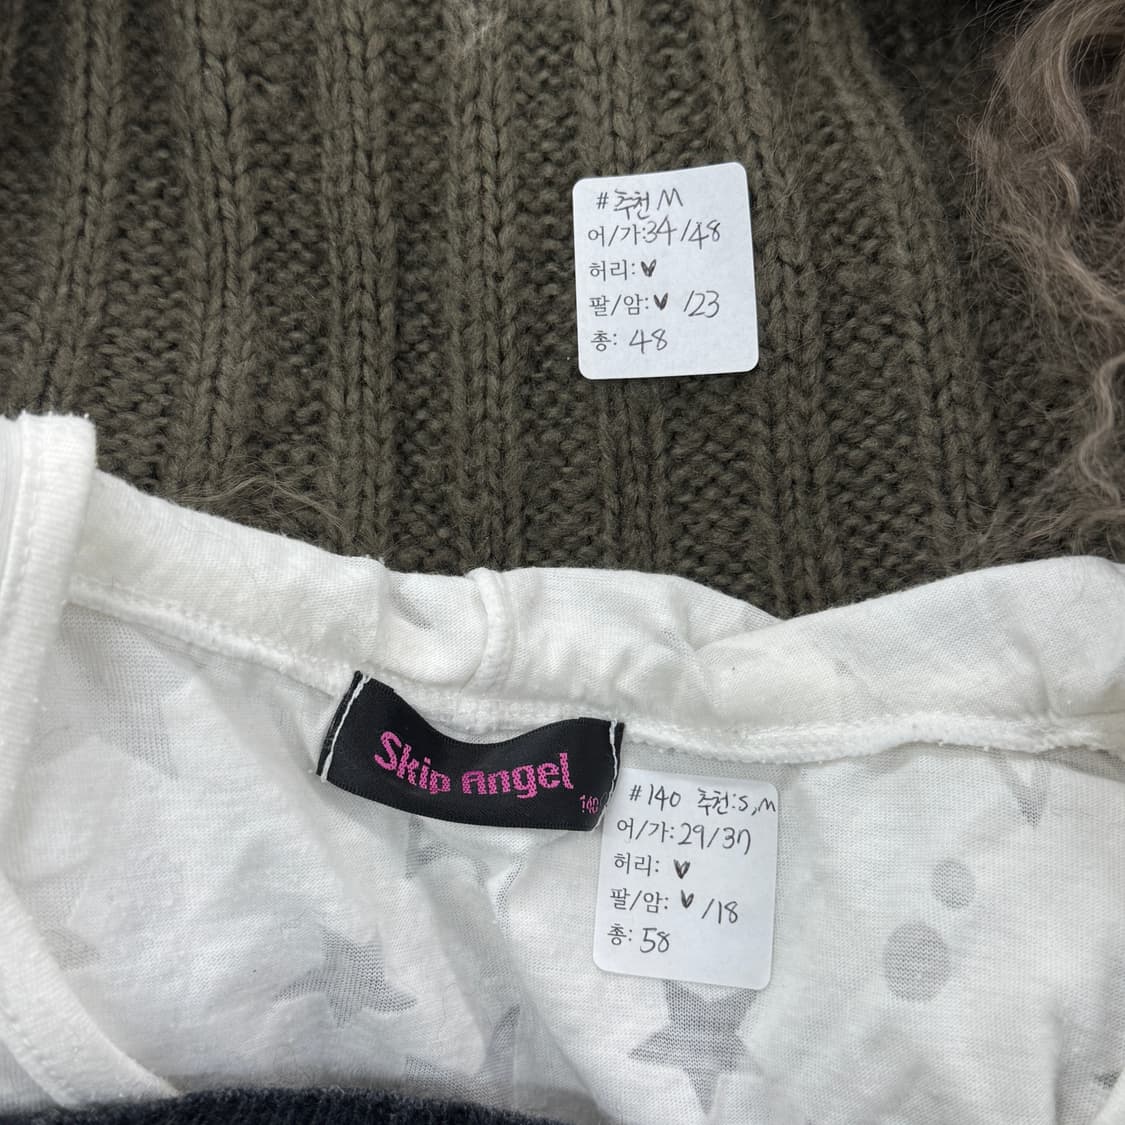 # 추천 M
어/가:34/48
허리:♥
팔/암:♥ /23
총: 48
Skip Angel
140
#140 추천:S,M
어/가:29/37
허리: ♥
팔/암: ♥ /18
총: 58